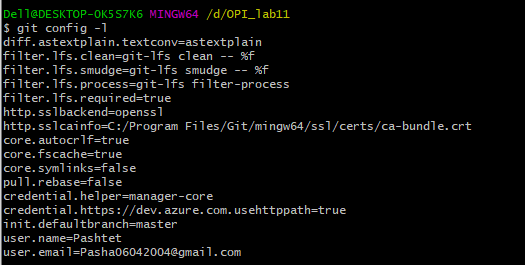 Dell@DESKTOP-OK5S7K6 MINGW64 /d/OPI_lab11
$ git config -l
diff.astextplain.textconv=astextplain
filter.lfs.clean=git-lfs clean -- %f
filter.lfs.smudge=git-lfs smudge -- %f
filter.lfs.process=git-lfs filter-process
filter.lfs.required=true
http.sslbackend=openssl
http.sslcainfo=C:/Program Files/Git/mingw64/ssl/certs/ca-bundle.crt
core.autocrlf=true
core.fscache=true
core.symlinks=false
pull.rebase=false
credential.helper=manager-core
credential.https://dev.azure.com.usehttppath=true
init.defaultbranch=master
user.name=Pashtet
user.email=Pasha06042004@gmail.com